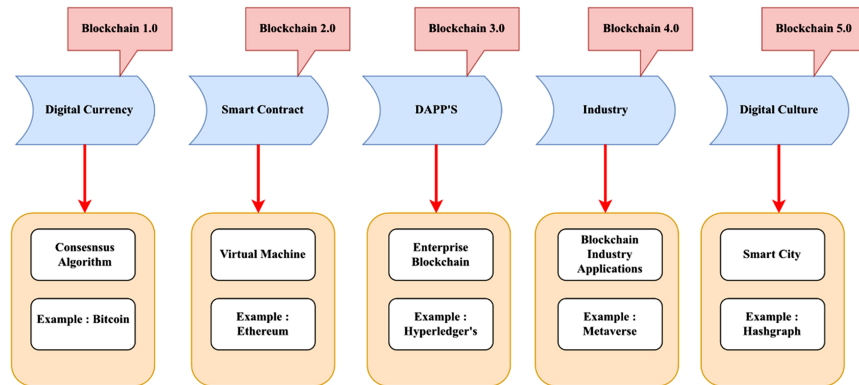 Blockchain 1.0
Blockchain 2.0
Blockchain 3.0
Blockchain 4.0
Blockchain 5.0
Digital Currency
Smart Contract
DAPP'S
Industry
Digital Culture
Consesnsus
Algorithm
Virtual Machine
Enterprise
Blockchain
Blockchain
Industry
Applications
Smart City
Example : Bitcoin
Example :
Ethereum
Example :
Hyperledger's
Example :
Metaverse
Example :
Hashgraph